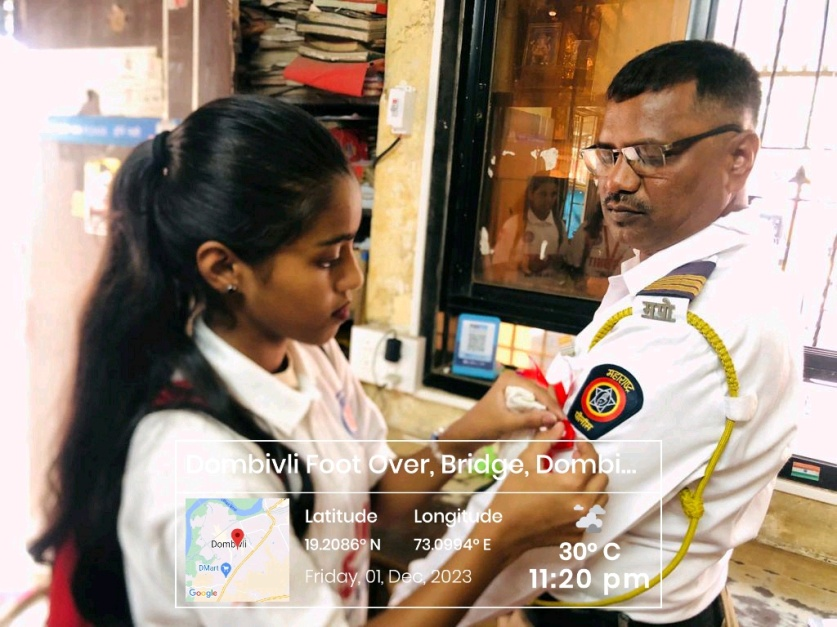 म.पो.
महाराष्ट्र
पोलीस
Dombivli Foot Over, Bridge, Dombi...
Latitude Longitude
19.2086° N 73.0994° E
30° C
Friday, 01, Dec, 2023
11:20 pm
Dombivli
DMart
Google